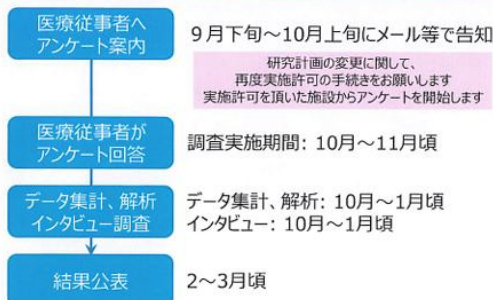 医療従事者へ
アンケート案内
９月下旬～10月上旬にメール等で告知
研究計画の変更に関して、
再度実施許可の手続きをお願いします
実施許可を頂いた施設からアンケートを開始します
医療従事者が
アンケート回答
調査実施期間: 10月～11月頃
データ集計、解析
インタビュー調査
データ集計、解析: 10月～1月頃
インタビュー: 10月～1月頃
結果公表
2～3月頃